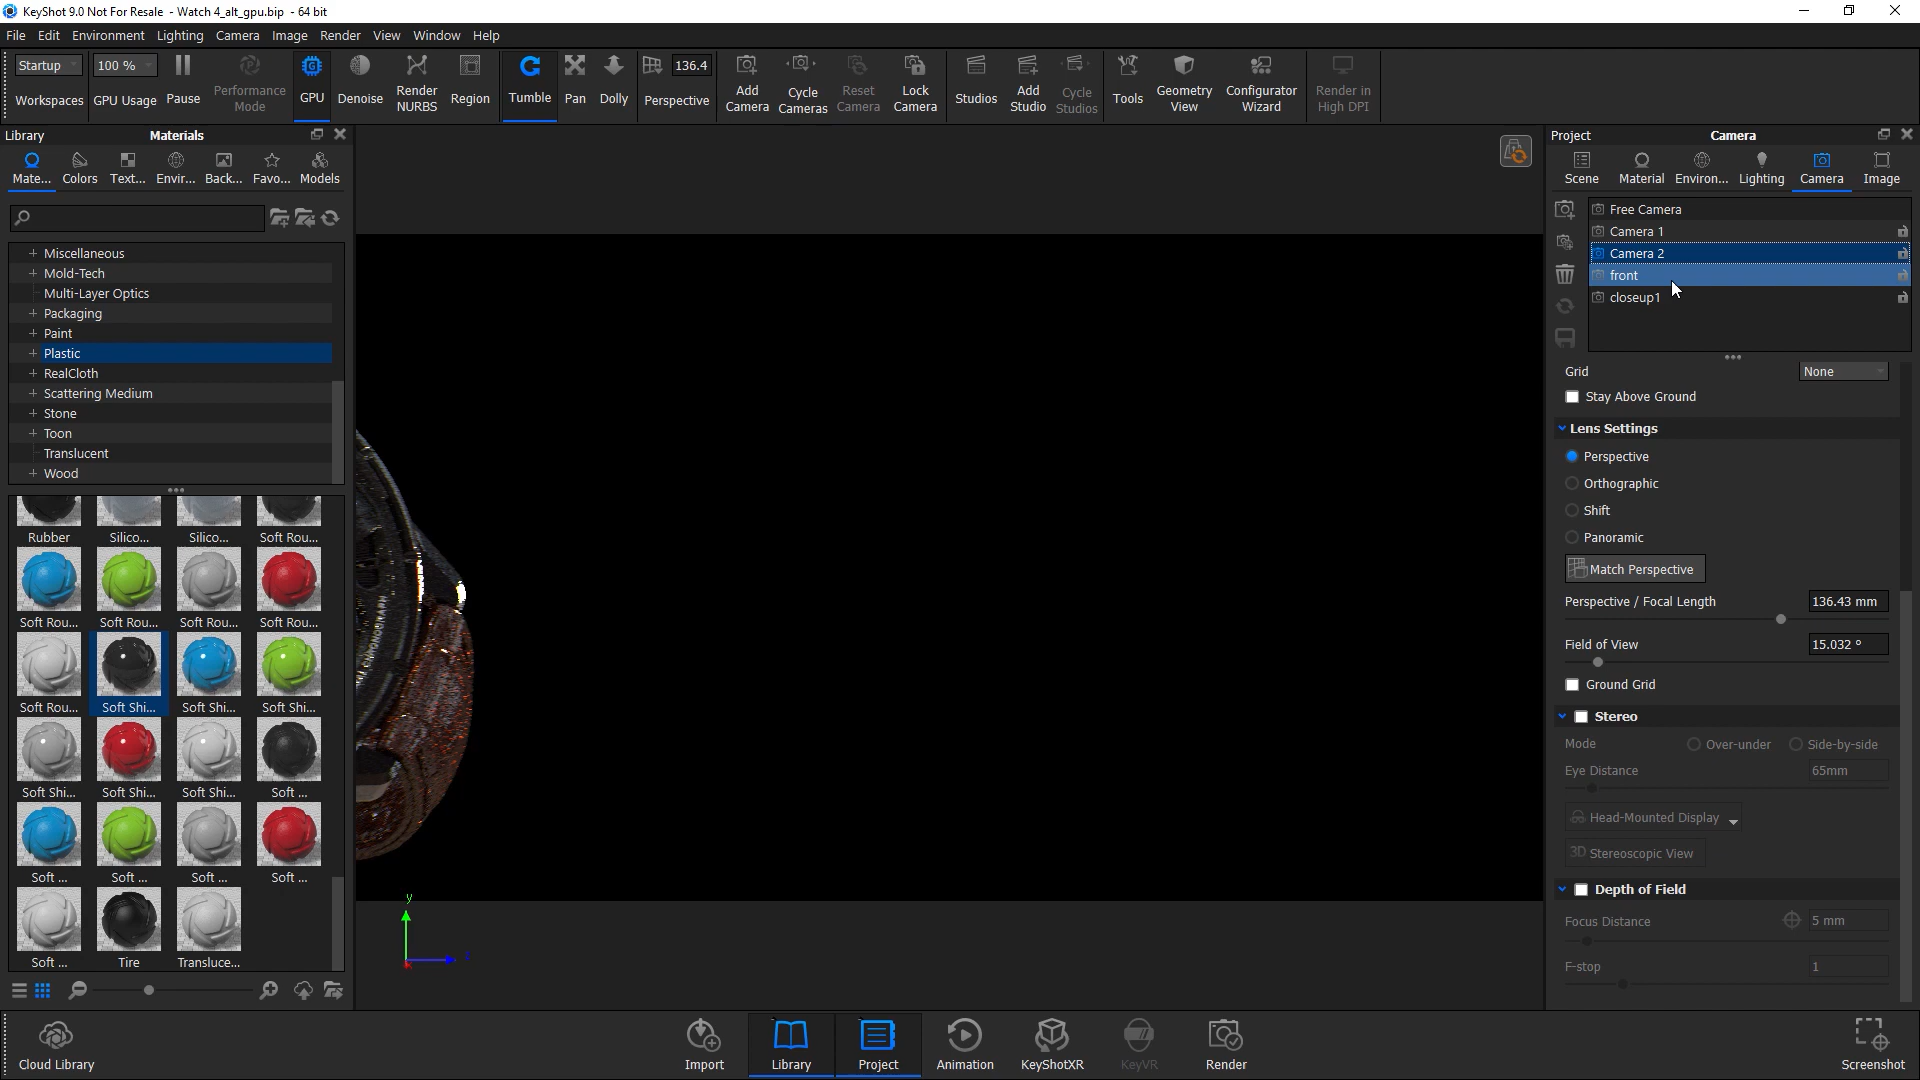 KeyShot 9.0 Not For Resale - Watch 4_alt_gpu.bip - 64 bit
File Edit Environment Lighting Camera Image Render View Window Help
Startup 100 % 136.4
Workspaces GPU Usage Pause Performance Mode GPU Denoise Render NURBS Region Tumble Pan Dolly Perspective Add Camera Cycle Cameras Reset Camera Lock Camera Studios Add Studio Cycle Studios Tools Geometry View Configurator Wizard Render in High DPI
Library Materials
Mate... Colors Text... Envir... Back... Favo... Models
Miscellaneous
Mold-Tech
Multi-Layer Optics
Packaging
Paint
Plastic
RealCloth
Scattering Medium
Stone
Toon
Translucent
Wood
Rubber Silico... Silico... Soft Rou...
Soft Rou... Soft Rou... Soft Rou... Soft Rou...
Soft Rou... Soft Shi... Soft Shi... Soft Shi...
Soft Shi... Soft Shi... Soft Shi... Soft ...
Soft ... Soft ... Soft ... Soft ...
Soft ... Tire Transluce...
CHRONOGRAPH
y
Project Camera
Scene Material Environ... Lighting Camera Image
Free Camera
Camera 1
Camera 2
front
closeup1
Grid None
Stay Above Ground
Lens Settings
Perspective
Orthographic
Shift
Panoramic
Match Perspective
Perspective / Focal Length 136.43 mm
Field of View 15.032 °
Ground Grid
Stereo
Mode Over-under Side-by-side
Eye Distance 65mm
Head-Mounted Display
3D Stereoscopic View
Depth of Field
Focus Distance 5 mm
F-stop 1
Cloud Library Import Library Project Animation KeyShotXR KeyVR Render Screenshot